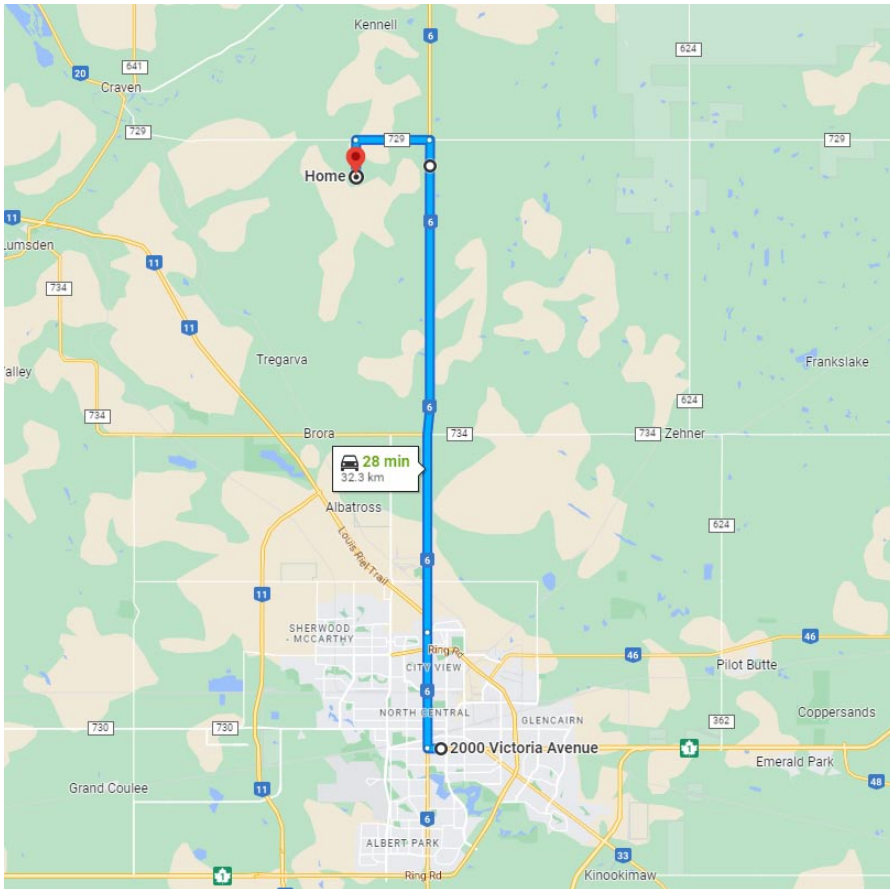 Kennell
6
624
641
20
Craven
729
729
729
Home
11
6
Lumsden
11
734
11
Tregarva
Frankslake
alley
624
6
734
Brora
734
734
Zehner
28 min
32.3 km
Albatross
624
Louis Riel Trail
6
11
SHERWOOD
- MCCARTHY
46
Ring Rd
46
CITY VIEW
Pilot Butte
6
NORTH CENTRAL
GLENCAIRN
362
Coppersands
730
730
2000 Victoria Avenue
1
Emerald Park
48
Grand Coulee
11
6
ALBERT PARK
33
1
Ring Rd
Kinookimaw